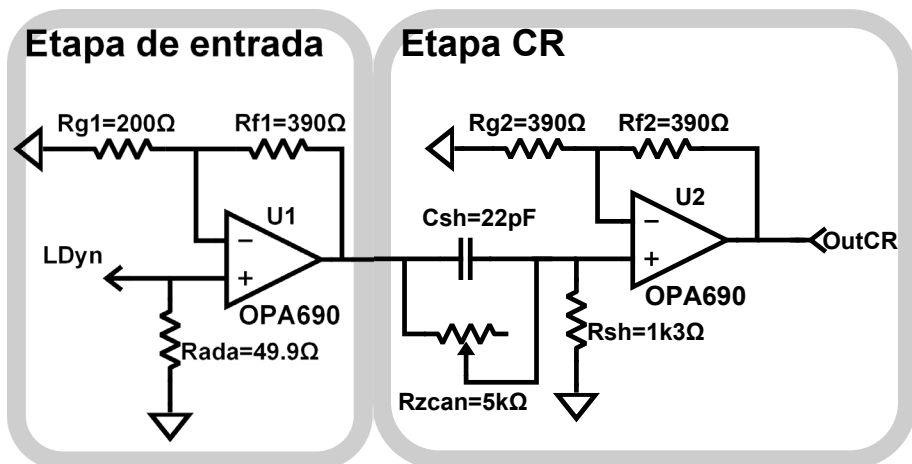 Etapa de entrada
Rg1=200Ω
Rf1=390Ω
U1
−
+
LDyn
OPA690
Rada=49.9Ω
Etapa CR
Rg2=390Ω
Rf2=390Ω
U2
Csh=22pF
−
+
OutCR
OPA690
Rsh=1k3Ω
Rzcan=5kΩ